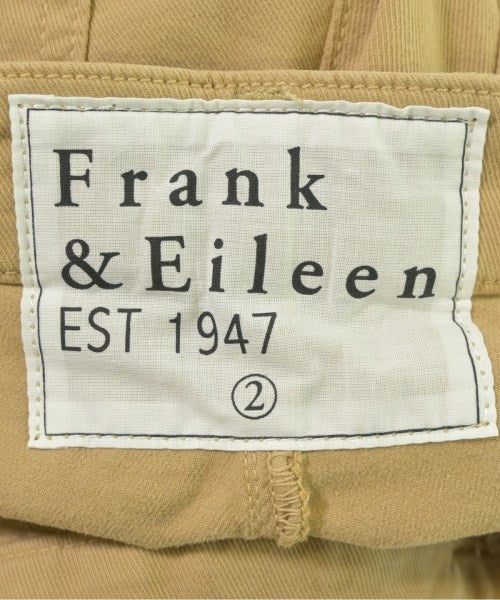 Frank
& Eileen
EST 1947
②